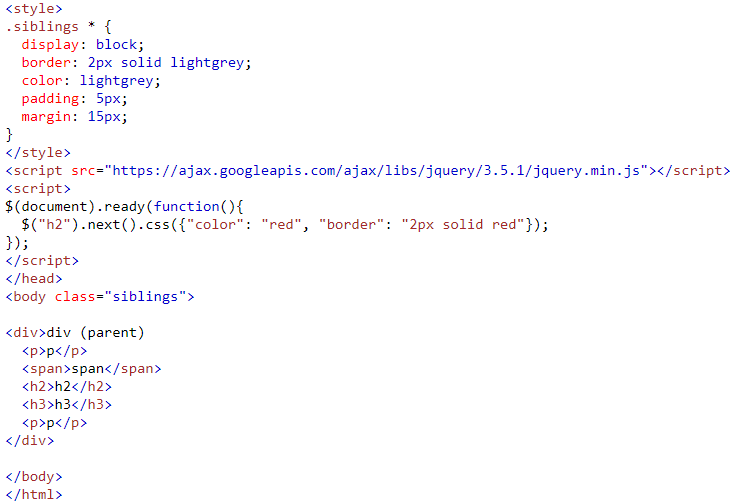 <style>
.siblings * {
  display: block;
  border: 2px solid lightgrey;
  color: lightgrey;
  padding: 5px;
  margin: 15px;
}
</style>
<script src="https://ajax.googleapis.com/ajax/libs/jquery/3.5.1/jquery.min.js"></script>
<script>
$(document).ready(function(){
  $("h2").next().css({"color": "red", "border": "2px solid red"});
});
</script>
</head>
<body class="siblings">

<div>div (parent)
  <p>p</p>
  <span>span</span>
  <h2>h2</h2>
  <h3>h3</h3>
  <p>p</p>
</div>

</body>
</html>